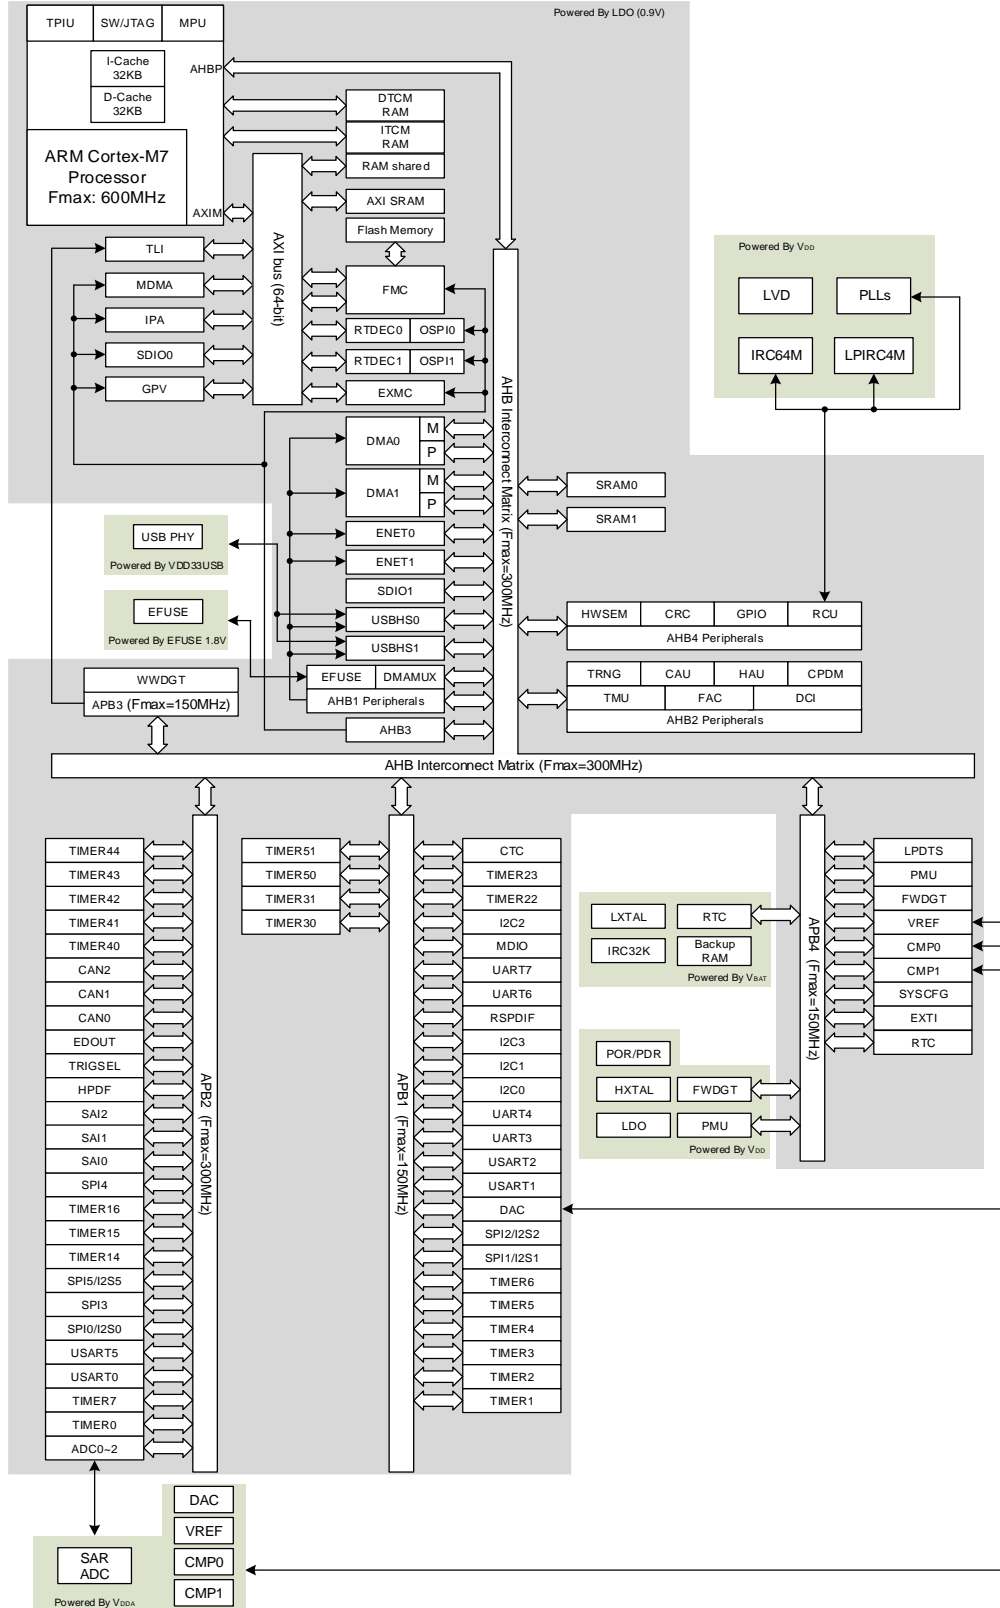 Powered By LDO (0.9V)
TPIU
SW/JTAG
MPU
I-Cache
32KB
D-Cache
32KB
AHBP
ARM Cortex-M7
Processor
Fmax: 600MHz
AXIM
DTCM
RAM
ITCM
RAM
RAM shared
AXI SRAM
Flash Memory
AXI bus (64-bit)
TLI
MDMA
IPA
SDIO0
GPV
FMC
RTDEC0
OSPI0
RTDEC1
OSPI1
EXMC
AHB Interconnect Matrix (Fmax=300MHz)
Powered By VDD
LVD
PLLs
IRC64M
LPIRC4M
DMA0
M
P
DMA1
M
P
ENET0
ENET1
SDIO1
USBHS0
USBHS1
EFUSE
DMAMUX
AHB1 Peripherals
AHB3
SRAM0
SRAM1
USB PHY
Powered By VDD33USB
EFUSE
Powered By EFUSE 1.8V
HWSEM
CRC
GPIO
RCU
AHB4 Peripherals
TRNG
CAU
HAU
CPDM
TMU
FAC
DCI
AHB2 Peripherals
WWDGT
APB3 (Fmax=150MHz)
AHB Interconnect Matrix (Fmax=300MHz)
TIMER44
TIMER43
TIMER42
TIMER41
TIMER40
CAN2
CAN1
CAN0
EDOUT
TRIGSEL
HPDF
SAI2
SAI1
SAI0
SPI4
TIMER16
TIMER15
TIMER14
SPI5/I2S5
SPI3
SPI0/I2S0
USART5
USART0
TIMER7
TIMER0
ADC0~2
APB2 (Fmax=300MHz)
TIMER51
TIMER50
TIMER31
TIMER30
APB1 (Fmax=150MHz)
CTC
TIMER23
TIMER22
I2C2
MDIO
UART7
UART6
RSPDIF
I2C3
I2C1
I2C0
UART4
UART3
USART2
USART1
DAC
SPI2/I2S2
SPI1/I2S1
TIMER6
TIMER5
TIMER4
TIMER3
TIMER2
TIMER1
LXTAL
RTC
IRC32K
Backup
RAM
Powered By VBAT
POR/PDR
HXTAL
FWDGT
LDO
PMU
Powered By VDD
APB4 (Fmax=150MHz)
LPDTS
PMU
FWDGT
VREF
CMP0
CMP1
SYSCFG
EXTI
RTC
DAC
VREF
CMP0
CMP1
SAR
ADC
Powered By VDDA